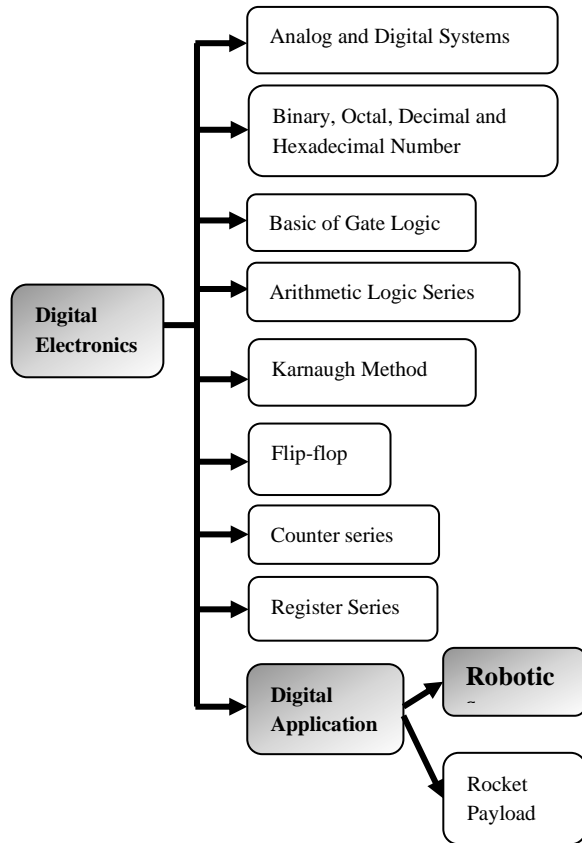 Analog and Digital Systems
Binary, Octal, Decimal and
Hexadecimal Number
Basic of Gate Logic
Arithmetic Logic Series
Digital
Electronics
Karnaugh Method
Flip-flop
Counter series
Register Series
Digital
Application
Robotic
Rocket
Payload